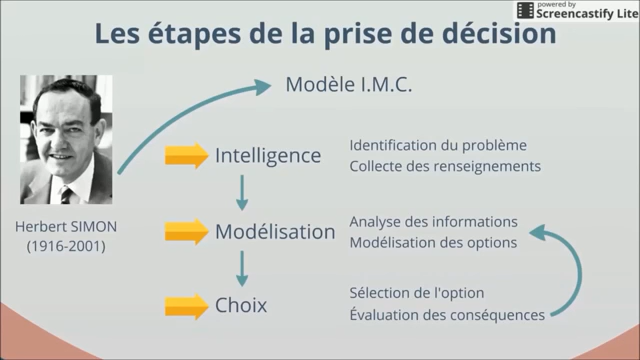 powered by
Screencastify Lite
Les étapes de la prise de décision
Modèle I.M.C.
Herbert SIMON
(1916-2001)
Intelligence
Identification du problème
Collecte des renseignements
Modélisation
Analyse des informations
Modélisation des options
Choix
Sélection de l'option
Évaluation des conséquences